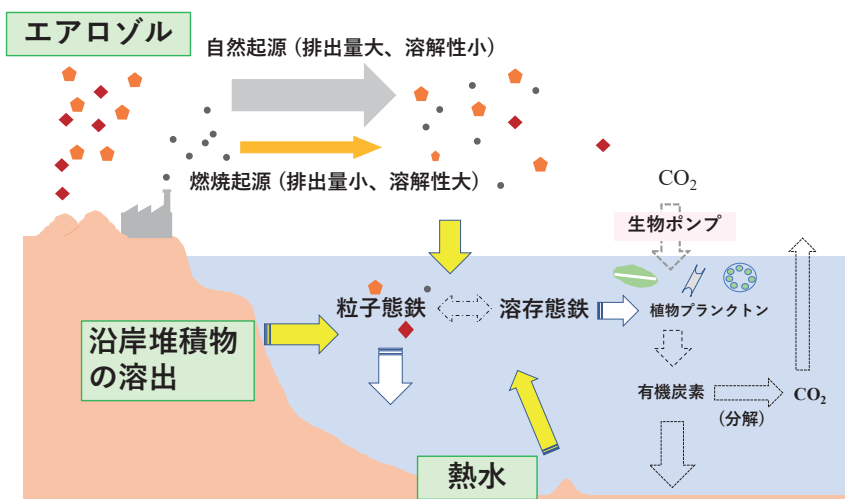 エアロゾル
自然起源（排出量大、溶解性小）
燃焼起源（排出量小、溶解性大）
CO2
生物ポンプ
粒子態鉄
溶存態鉄
植物プランクトン
沿岸堆積物
の溶出
有機炭素
(分解)
CO2
熱水